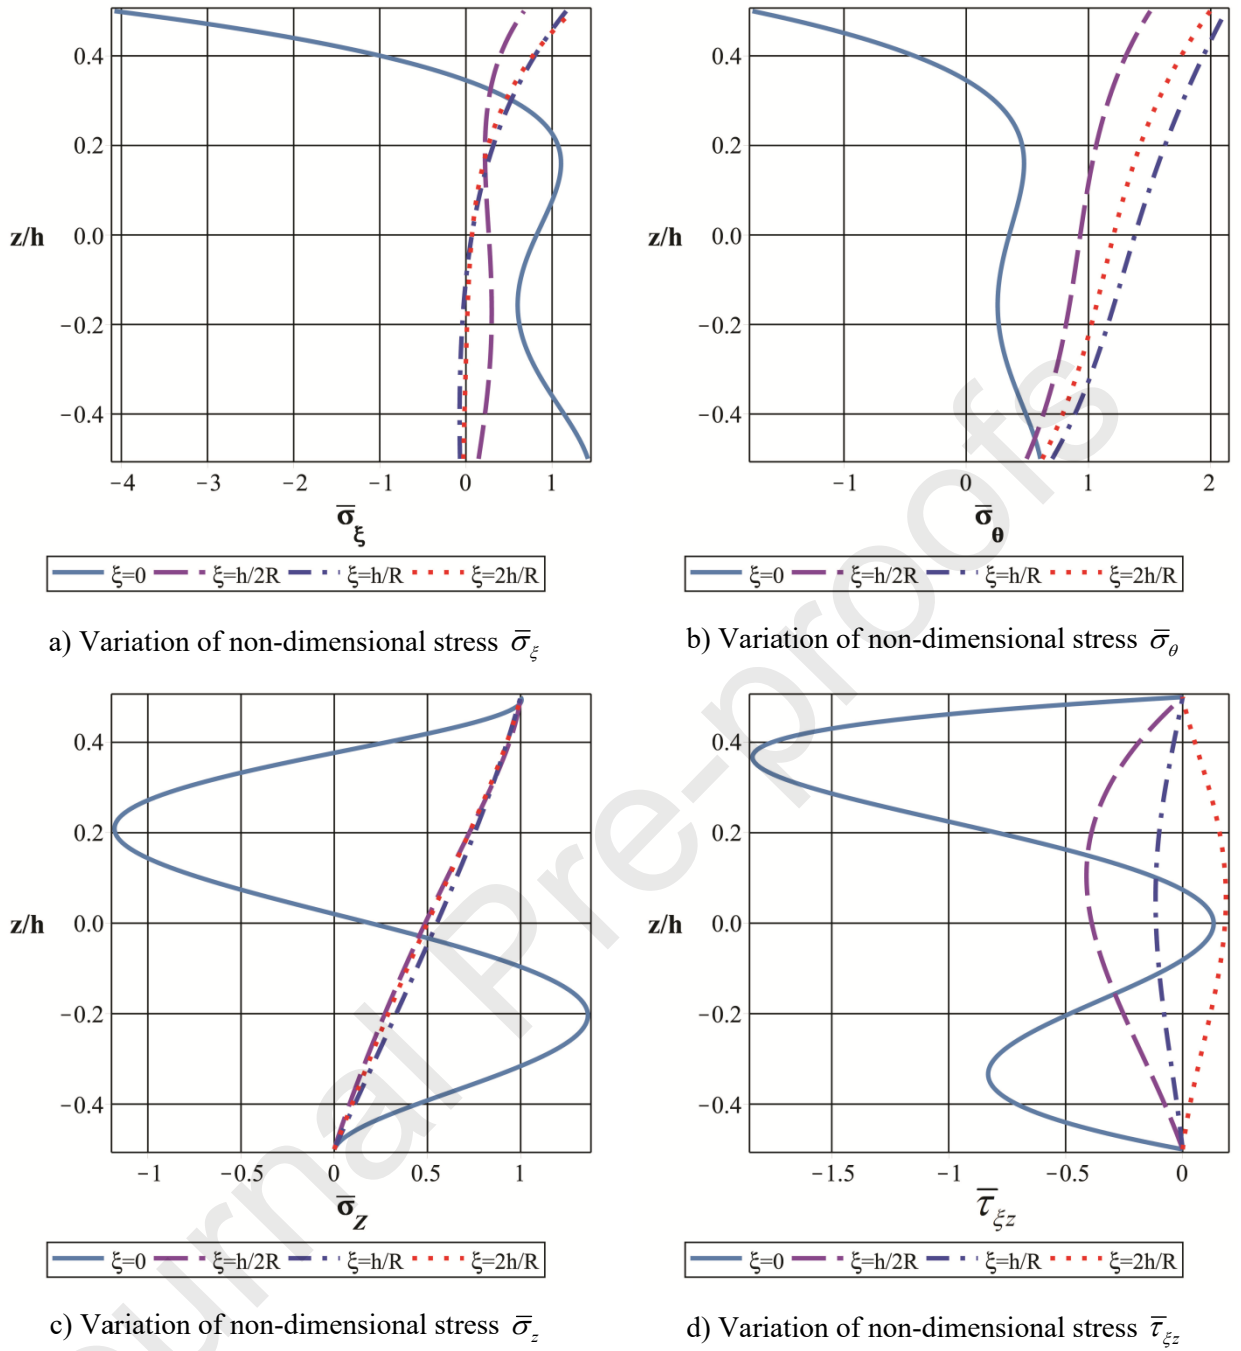 0.4
0.2
z/h 0.0
−0.2
−0.4
−4 −3 −2 −1 0 1
σ̅ξ
ξ=0 ξ=h/2R ξ=h/R ξ=2h/R
a) Variation of non-dimensional stress σ̅ξ
0.4
0.2
z/h 0.0
−0.2
−0.4
−1 0 1 2
σ̅θ
ξ=0 ξ=h/2R ξ=h/R ξ=2h/R
b) Variation of non-dimensional stress σ̅θ
0.4
0.2
z/h 0.0
−0.2
−0.4
−1 −0.5 0 0.5 1
σ̅Z
ξ=0 ξ=h/2R ξ=h/R ξ=2h/R
c) Variation of non-dimensional stress σ̅z
0.4
0.2
z/h 0.0
−0.2
−0.4
−1.5 −1 −0.5 0
τ̅ξz
ξ=0 ξ=h/2R ξ=h/R ξ=2h/R
d) Variation of non-dimensional stress τ̅ξz
urnal Pre-proofs